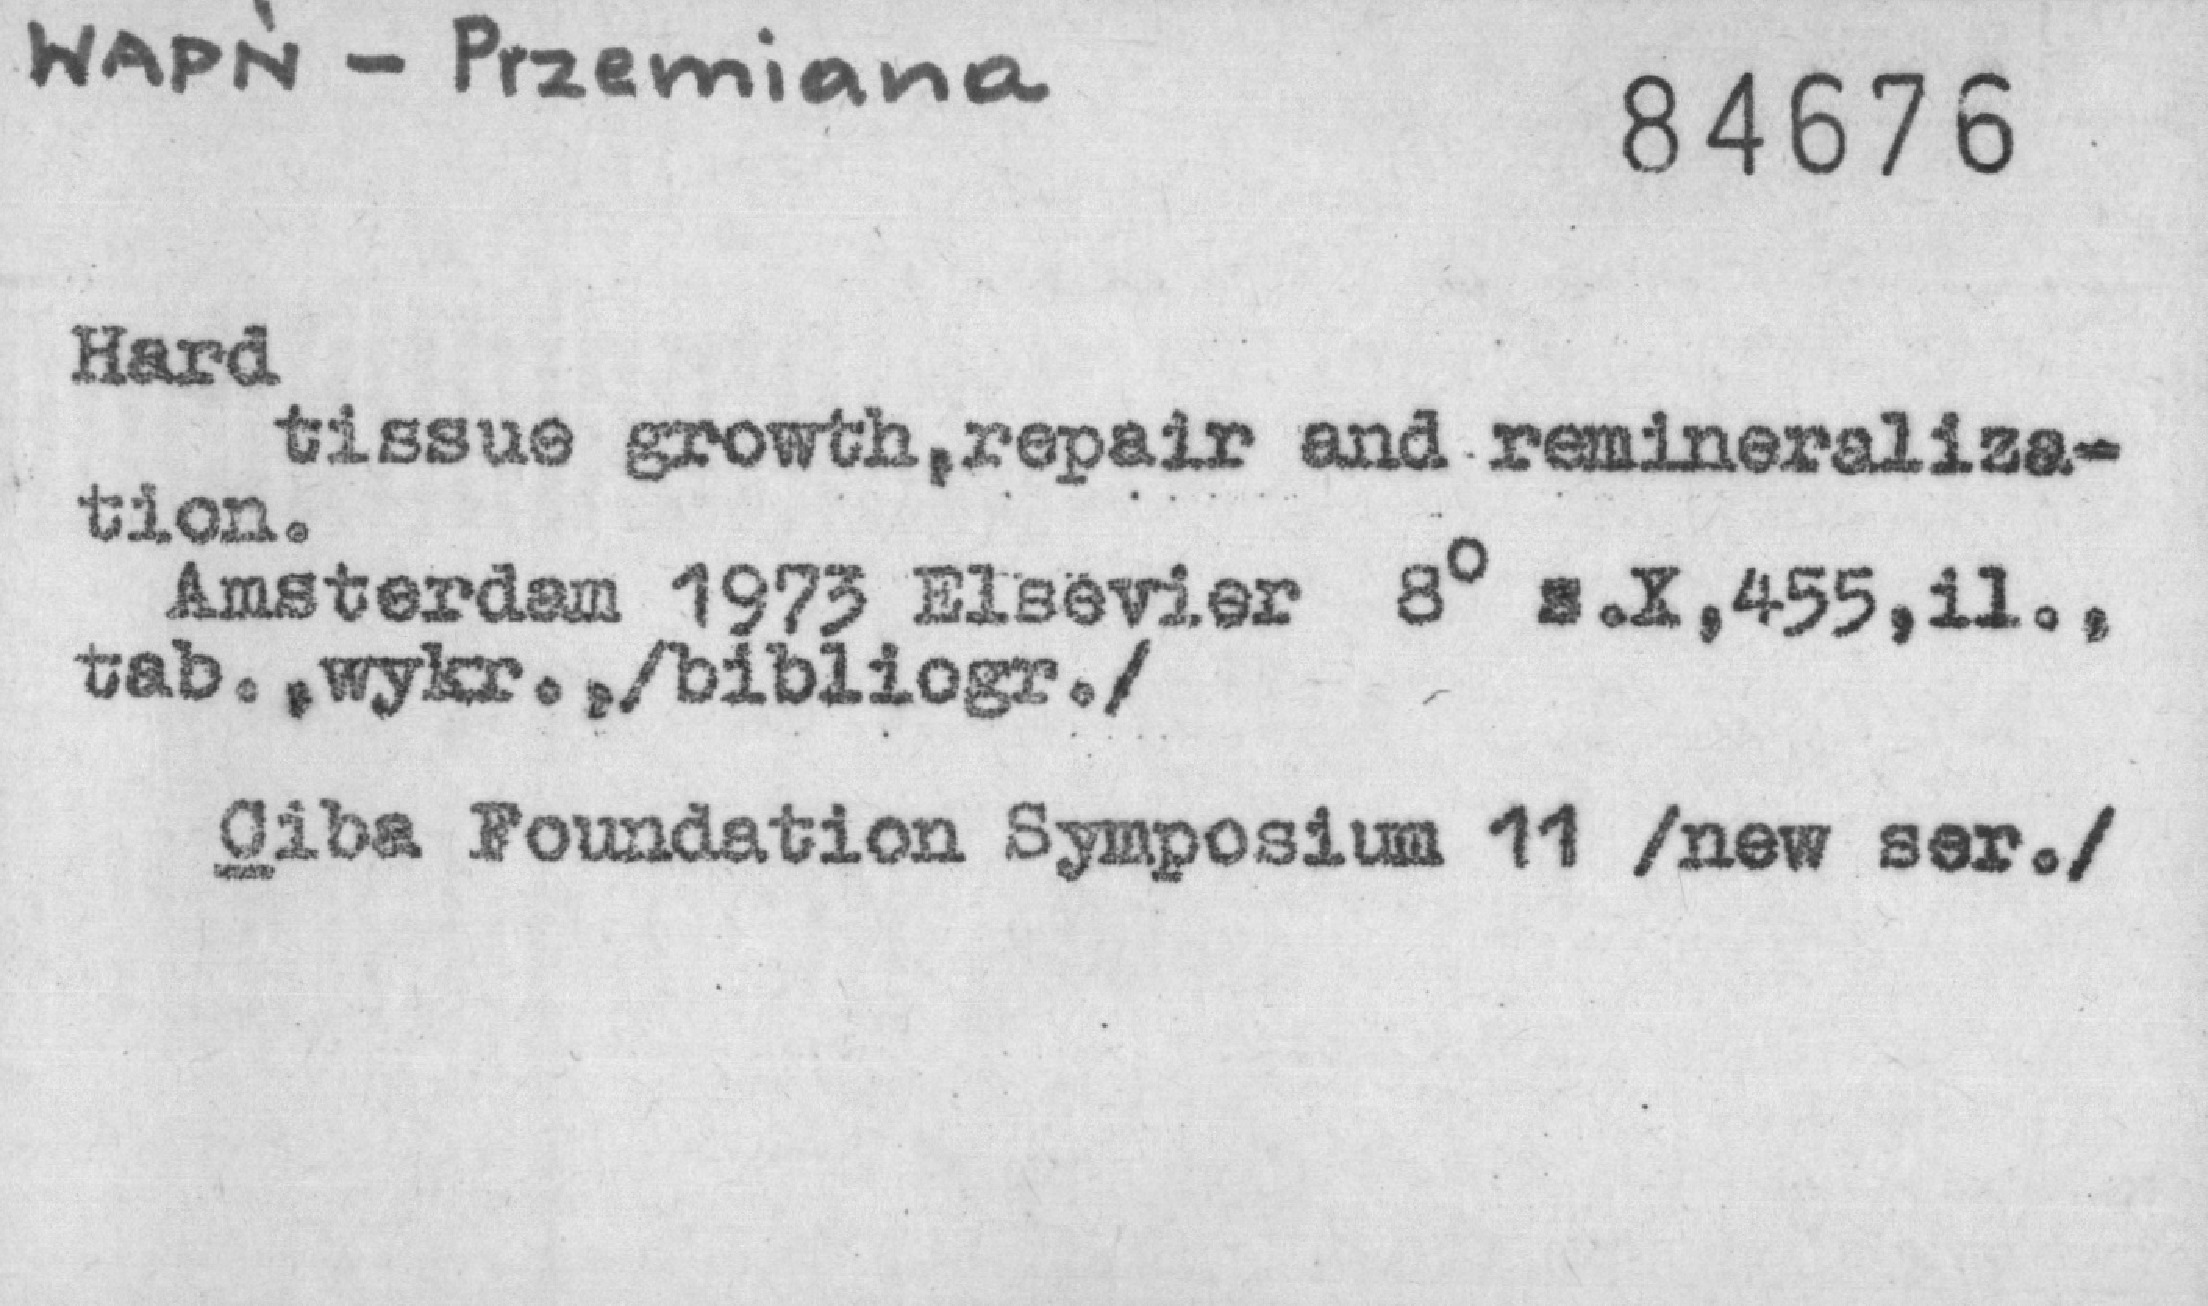 WAPŃ - Przemiana
84676
Hard
tissue growth,repair and remineraliza-
tion.
Amsterdam 1973 Elsevier 8° s.X,455,il.,
tab.,wykr.,/bibliogr./
Ciba Foundation Symposium 11 /new ser./